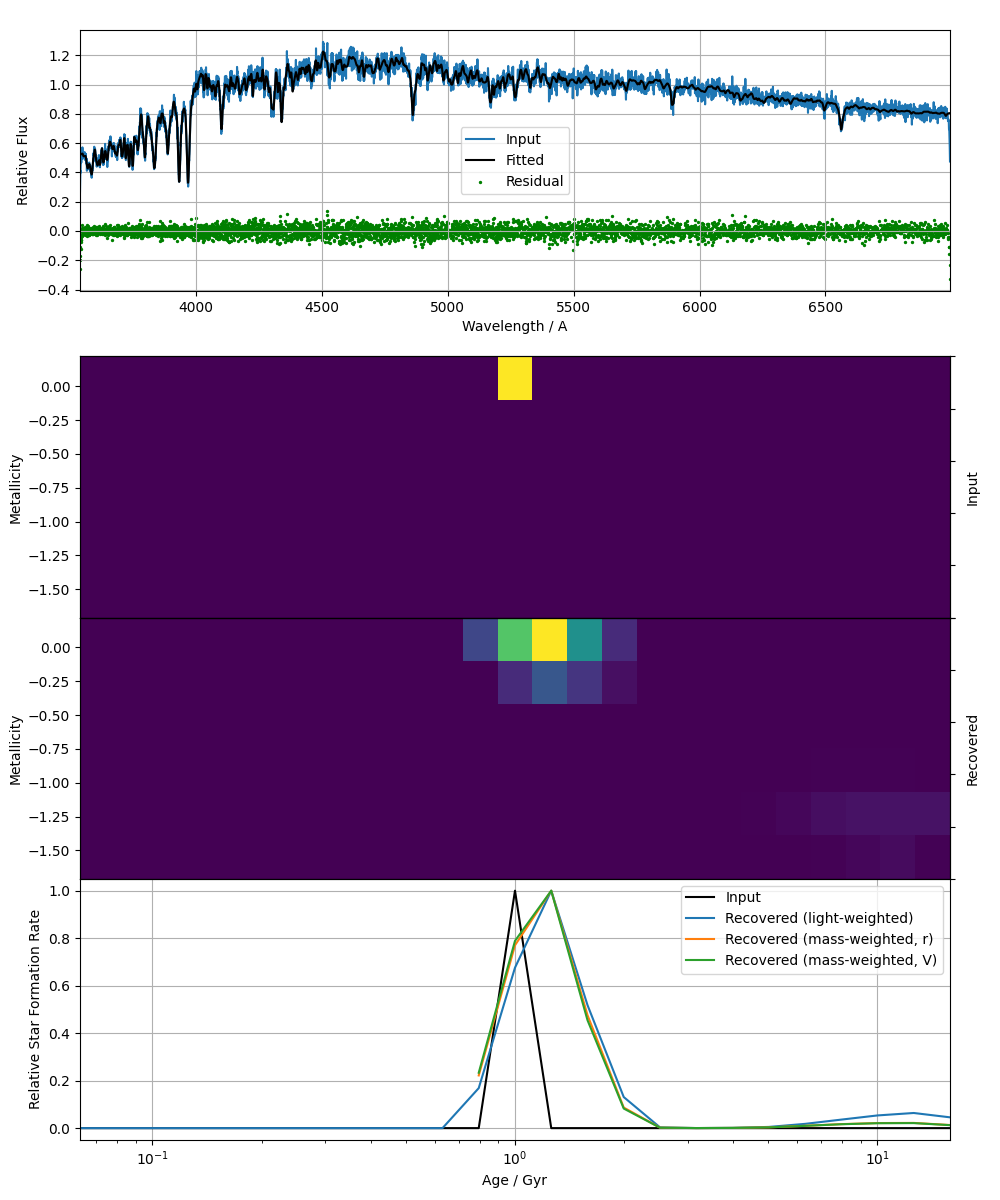 1.2
1.0
0.8
0.6
0.4
0.2
0.0
−0.2
−0.4
Relative Flux
Input
Fitted
Residual
4000
4500
5000
5500
6000
6500
Wavelength / A
0.00
−0.25
−0.50
−0.75
−1.00
−1.25
−1.50
Metallicity
Input
0.00
−0.25
−0.50
−0.75
−1.00
−1.25
−1.50
Metallicity
Recovered
1.0
0.8
0.6
0.4
0.2
0.0
Relative Star Formation Rate
Input
Recovered (light-weighted)
Recovered (mass-weighted, r)
Recovered (mass-weighted, V)
10⁻¹
10⁰
10¹
Age / Gyr